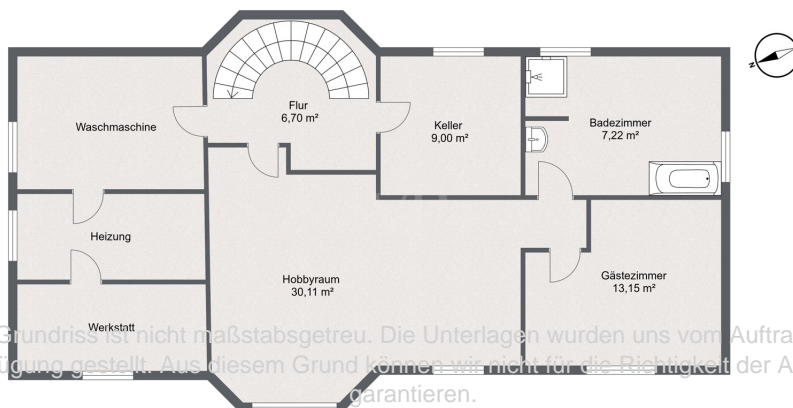 Flur
6,70 m²
Waschmaschine
Keller
9,00 m²
Badezimmer
7,22 m²
N
Heizung
Hobbyraum
30,11 m²
Gästezimmer
13,15 m²
Werkstatt
Grundriss ist nicht maßstabsgetreu. Die Unterlagen wurden uns vom Auftra
ügung gestellt. Aus diesem Grund können wir nicht für die Richtigkeit der A
garantieren.